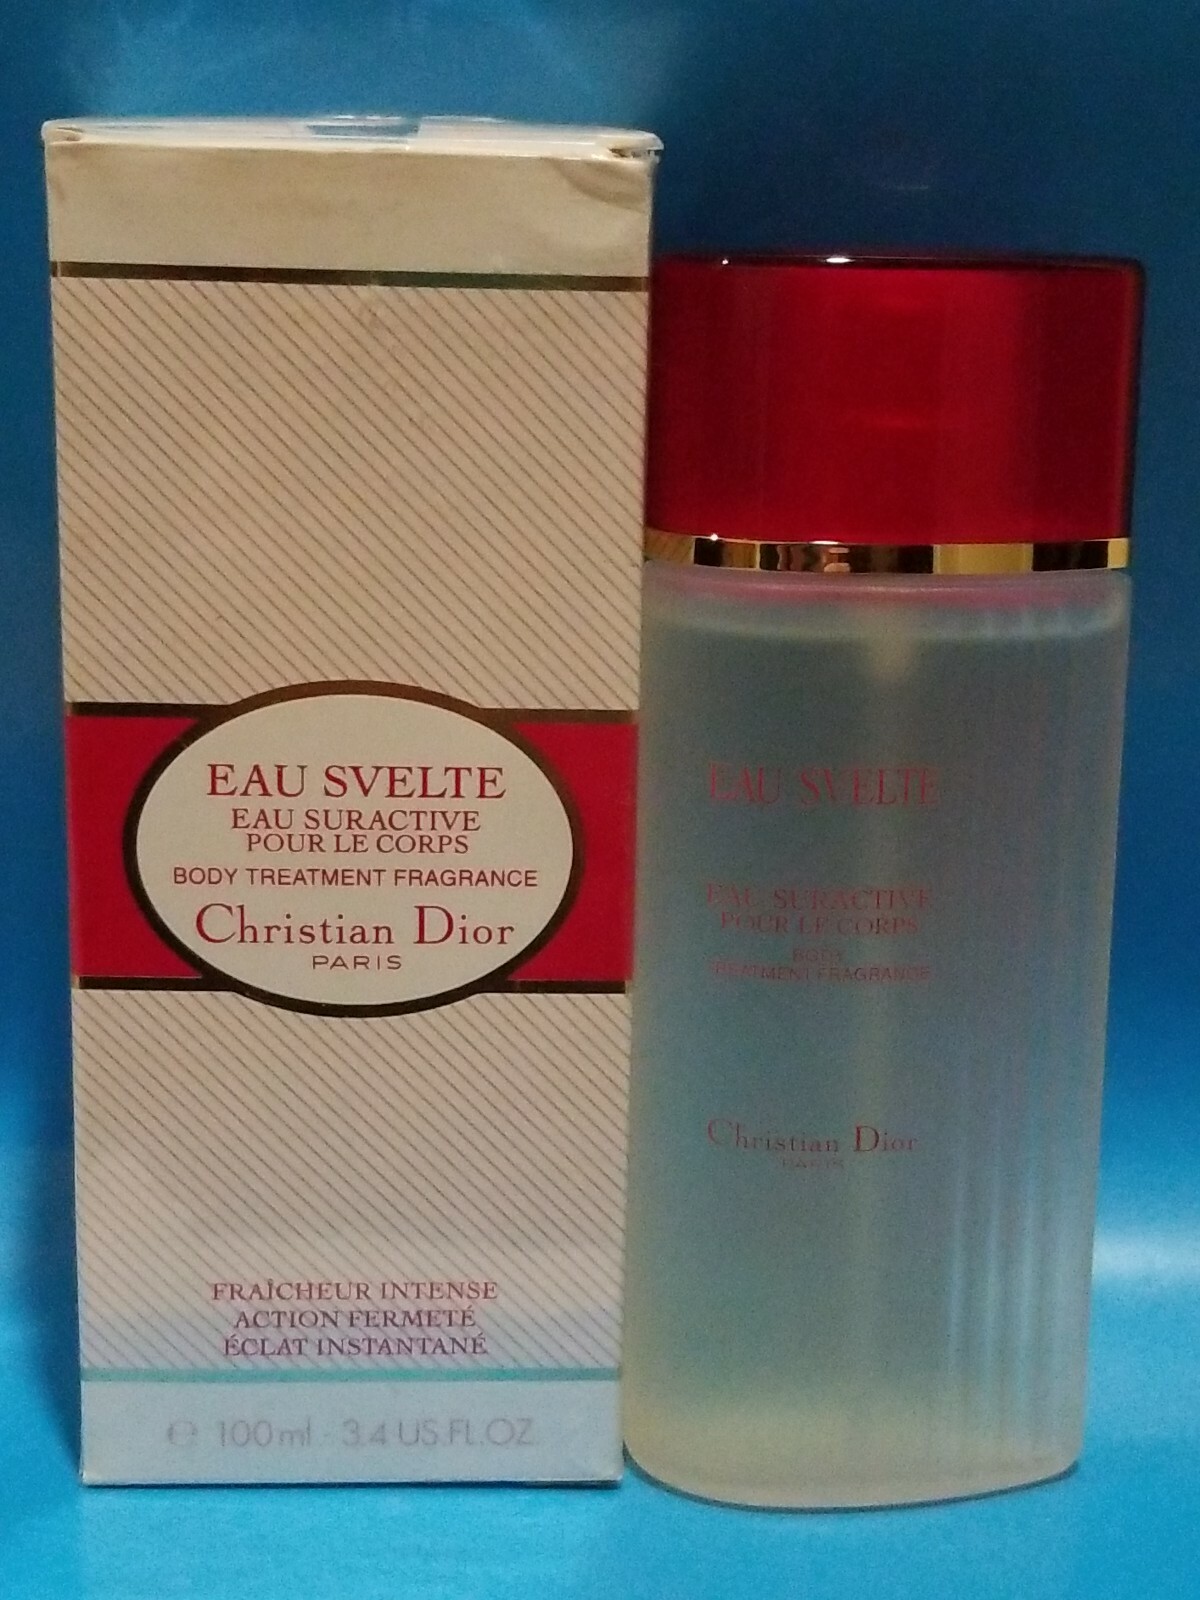 EAU SVELTE
EAU SURACTIVE
POUR LE CORPS
BODY TREATMENT FRAGRANCE
Christian Dior
PARIS
FRAÎCHEUR INTENSE
ACTION FERMETÉ
ÉCLAT INSTANTANÉ
℮ 100 ml - 3.4 US.FL.OZ.
EAU SVELTE
EAU SURACTIVE
POUR LE CORPS
BODY
TREATMENT FRAGRANCE
Christian Dior
PARIS